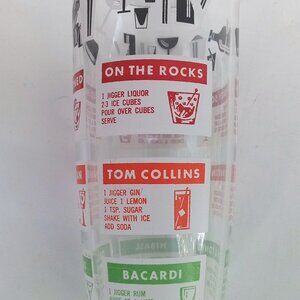 ON THE ROCKS
1 JIGGER LIQUOR
2-3 ICE CUBES
POUR OVER CUBES
SERVE
TOM COLLINS
1 JIGGER GIN
JUICE 1 LEMON
1 TSP. SUGAR
SHAKE WITH ICE
ADD SODA
BACARDI
1 JIGGER RUM